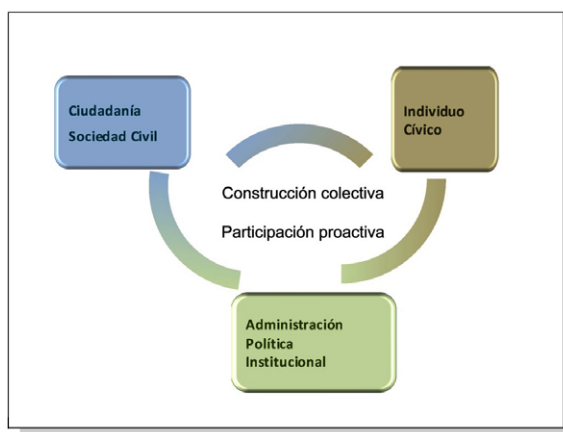 Ciudadanía
Sociedad Civil
Individuo
Cívico
Construcción colectiva
Participación proactiva
Administración
Política
Institucional